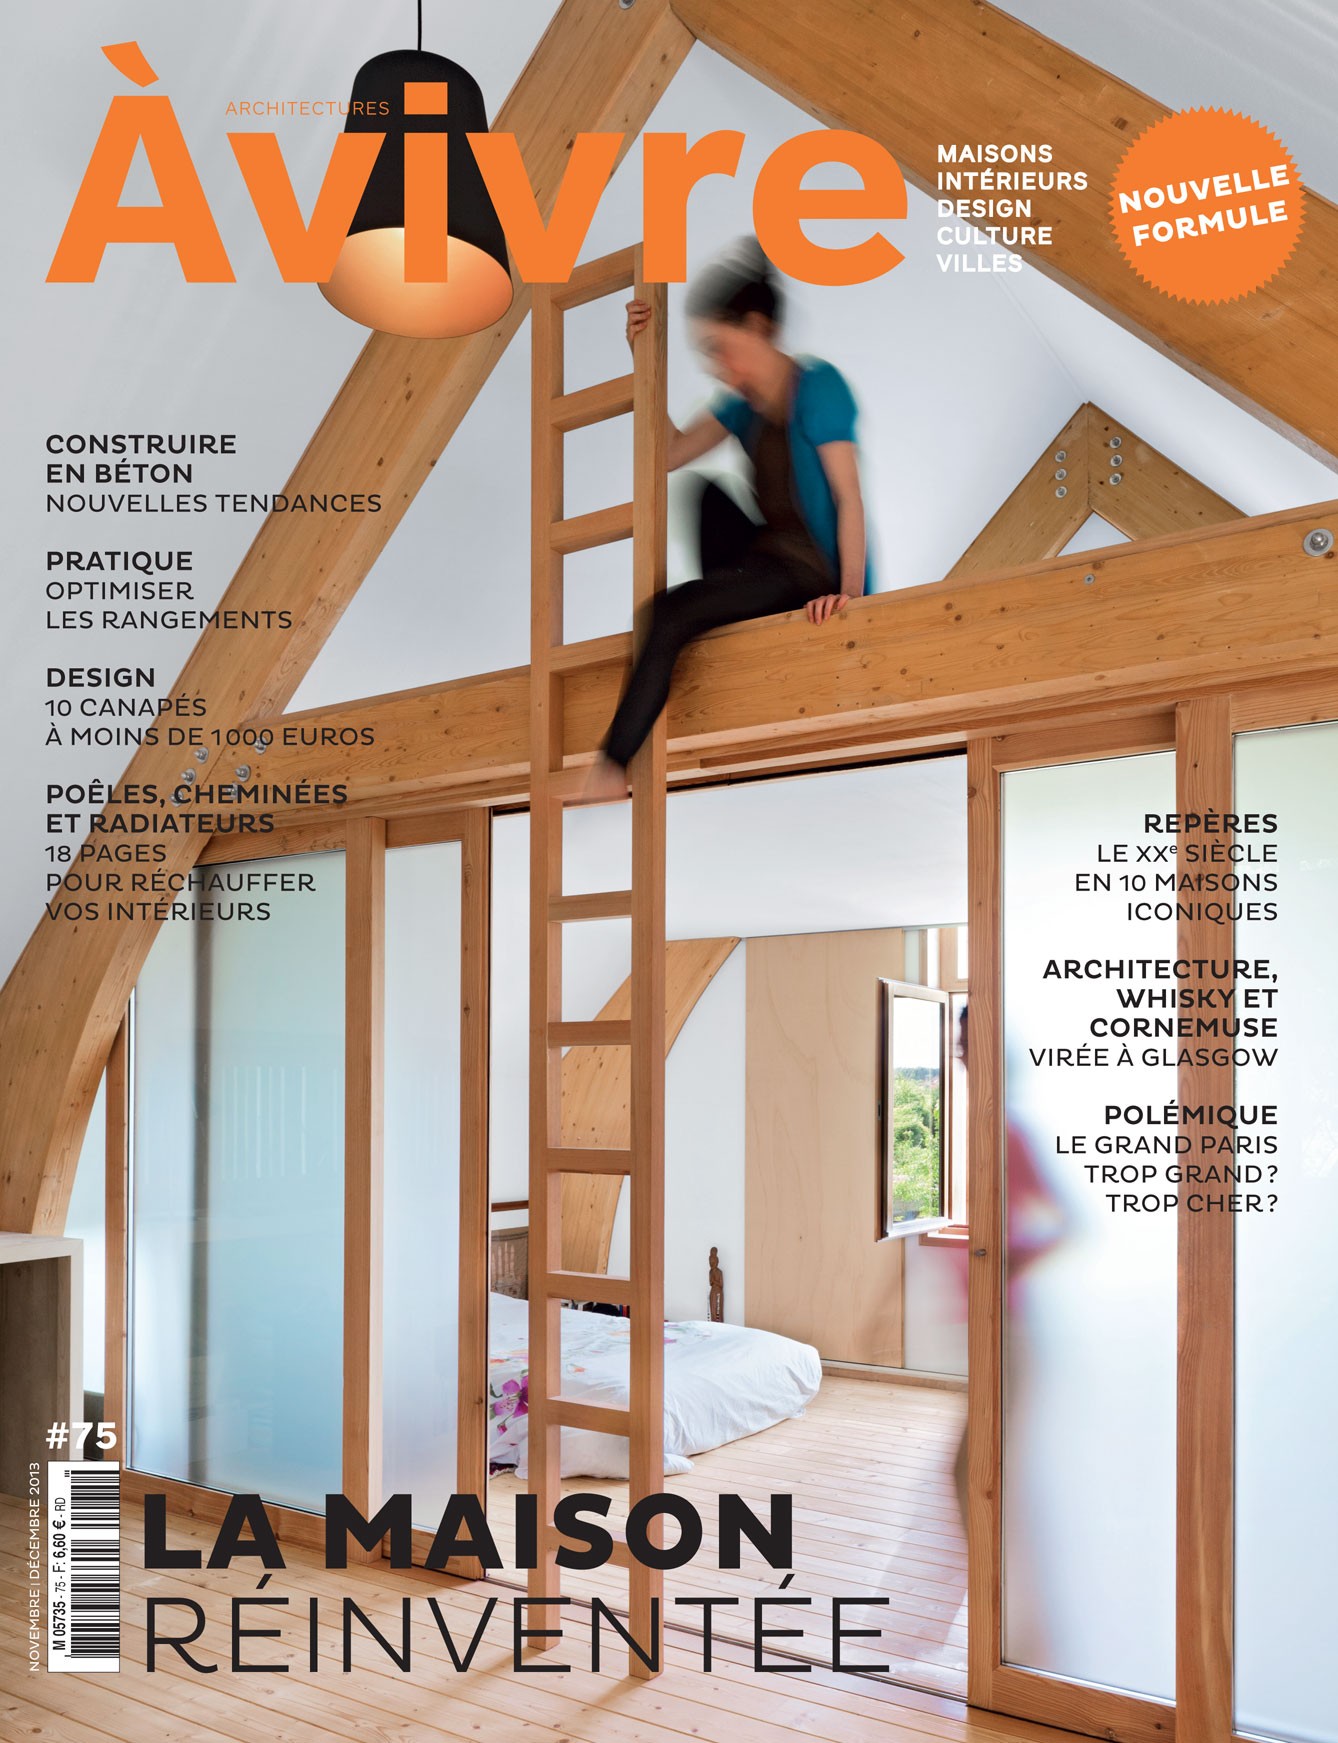 ARCHITECTURES
Àvivre
MAISONS
INTÉRIEURS
DESIGN
CULTURE
VILLES
NOUVELLE
FORMULE
CONSTRUIRE
EN BÉTON
NOUVELLES TENDANCES
PRATIQUE
OPTIMISER
LES RANGEMENTS
DESIGN
10 CANAPÉS
À MOINS DE 1000 EUROS
POÊLES, CHEMINÉES
ET RADIATEURS
18 PAGES
POUR RÉCHAUFFER
VOS INTÉRIEURS
REPÈRES
LE XXe SIÈCLE
EN 10 MAISONS
ICONIQUES
ARCHITECTURE,
WHISKY ET
CORNEMUSE
VIRÉE À GLASGOW
POLÉMIQUE
LE GRAND PARIS
TROP GRAND ?
TROP CHER ?
#75
NOVEMBRE | DÉCEMBRE 2013
M 05735 - 75 - F: 6,60 € - RD
LA MAISON
RÉINVENTÉE